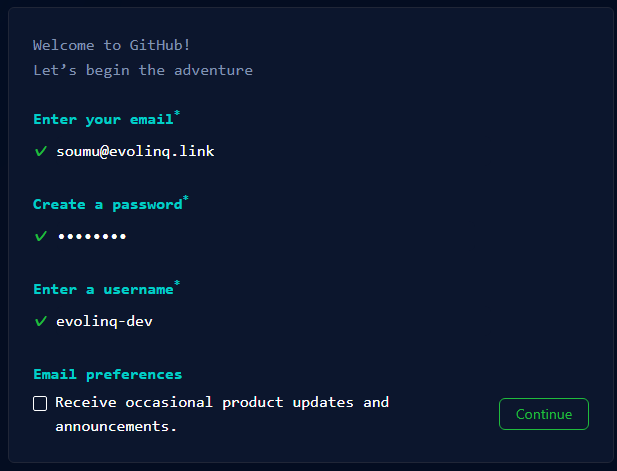 Welcome to GitHub!
Let’s begin the adventure
Enter your email*
✓ soumu@evolinq.link
Create a password*
✓ ••••••••
Enter a username*
✓ evolinq-dev
Email preferences
Receive occasional product updates and
announcements.
Continue